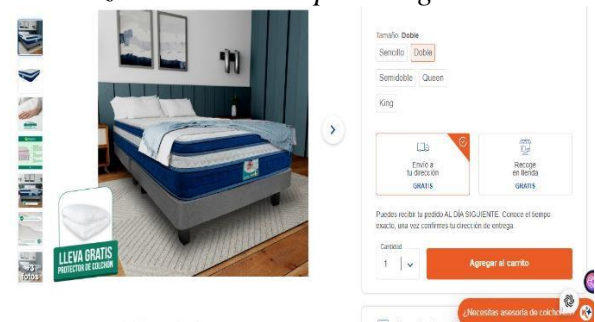 Tamaño: Doble
Sencillo Doble
Semidoble Queen
King
Envío a
tu dirección
GRATIS
Recoge
en tienda
GRATIS
Puedes recibir tu pedido AL DÍA SIGUIENTE. Conoce el tiempo
exacto, una vez confirmes tu dirección de entrega.
Cantidad
1
Agregar al carrito
LLEVA GRATIS
PROTECTOR DE COLCHÓN
+3
fotos
¿Necesitas asesoría de